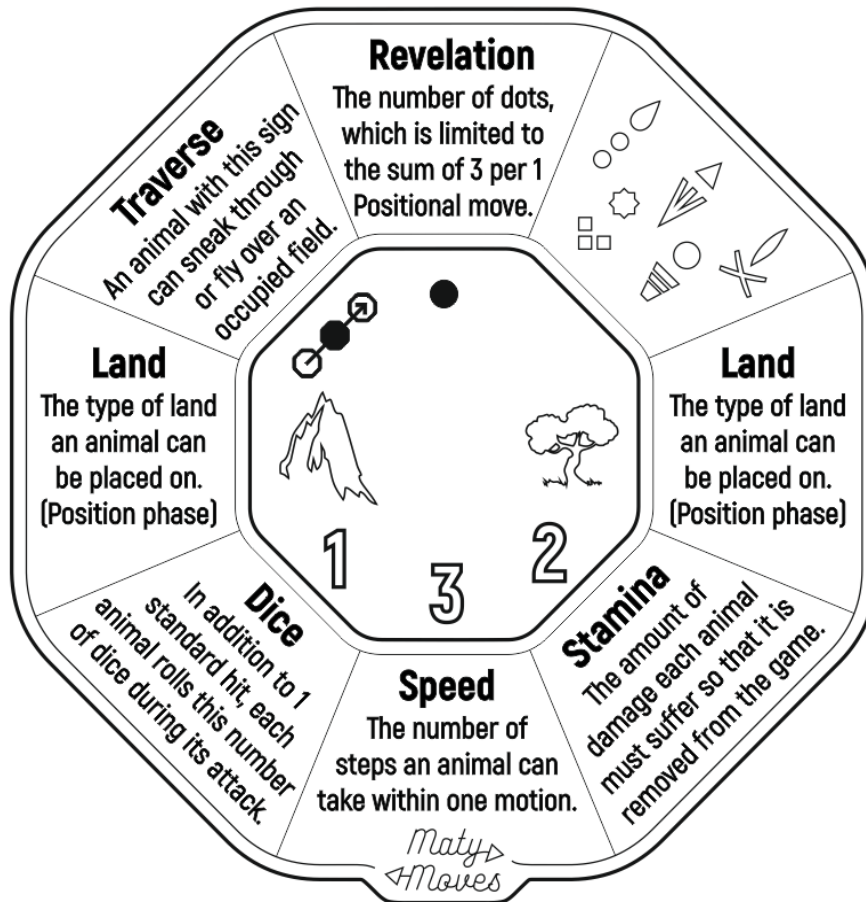 Revelation
The number of dots,
which is limited to
the sum of 3 per 1
Positional move.
Traverse
An animal with this sign
can sneak through
or fly over an
occupied field.
Land
The type of land
an animal can
be placed on.
(Position phase)
Land
The type of land
an animal can
be placed on.
(Position phase)
1
3
2
Dice
In addition to 1
standard hit, each
animal rolls this number
of dice during its attack.
Speed
The number of
steps an animal can
take within one motion.
Stamina
The amount of
damage each animal
must suffer so that it is
removed from the game.
Maty
Moves